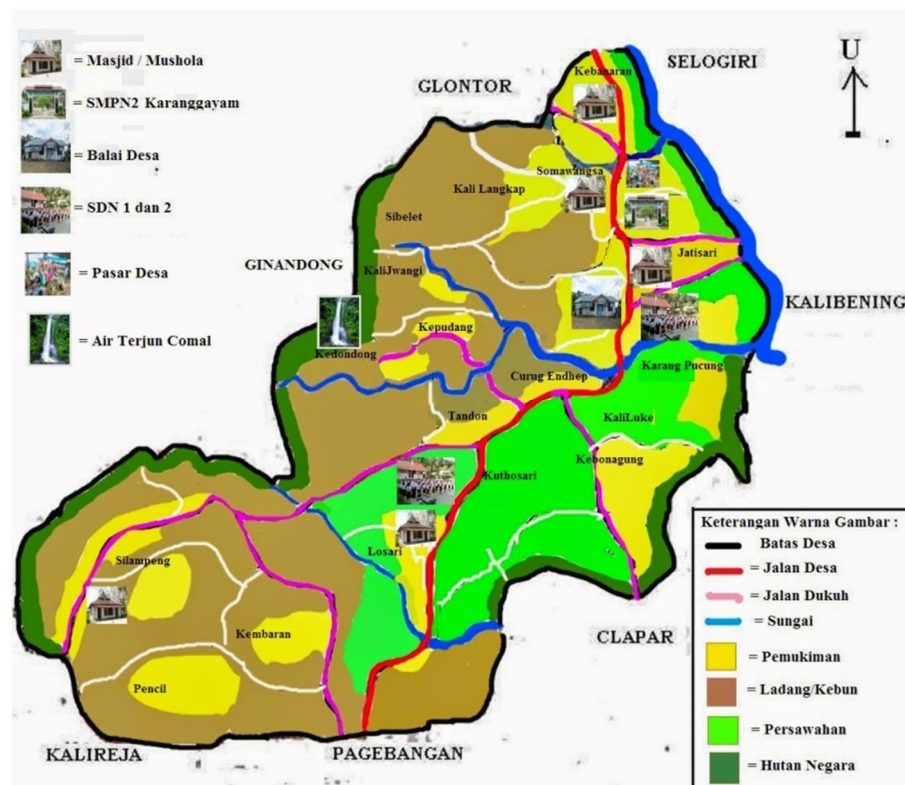 = Masjid / Mushola
= SMPN2 Karanggayam
= Balai Desa
= SDN 1 dan 2
= Pasar Desa
= Air Terjun Comal
U
SELOGIRI
GLONTOR
GINANDONG
KALIBENING
CLAPAR
PAGEBANGAN
KALIREJA
Kebanaran
Somawangsa
Kali Langkap
Sibelet
Jatisari
KaliJwangi
Kepudang
Kedondong
Curug Endhep
Karang Pucung
Tandon
KaliLuke
Kebonagung
Kuthosari
Losari
Silampeng
Kembaran
Pencil
Keterangan Warna Gambar :
Batas Desa
= Jalan Desa
= Jalan Dukuh
= Sungai
= Pemukiman
= Ladang/Kebun
= Persawahan
= Hutan Negara